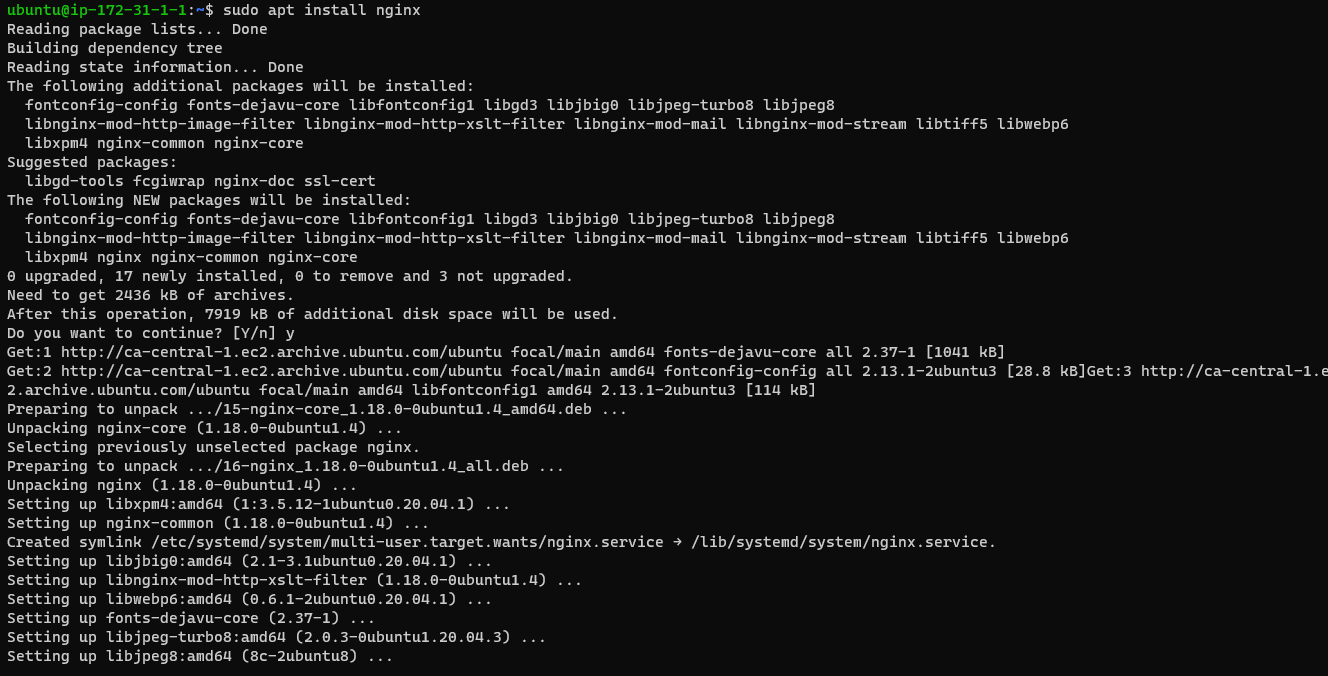 ubuntu@ip-172-31-1-1:~$ sudo apt install nginx
Reading package lists... Done
Building dependency tree
Reading state information... Done
The following additional packages will be installed:
  fontconfig-config fonts-dejavu-core libfontconfig1 libgd3 libjbig0 libjpeg-turbo8 libjpeg8
  libnginx-mod-http-image-filter libnginx-mod-http-xslt-filter libnginx-mod-mail libnginx-mod-stream libtiff5 libwebp6
  libxpm4 nginx-common nginx-core
Suggested packages:
  libgd-tools fcgiwrap nginx-doc ssl-cert
The following NEW packages will be installed:
  fontconfig-config fonts-dejavu-core libfontconfig1 libgd3 libjbig0 libjpeg-turbo8 libjpeg8
  libnginx-mod-http-image-filter libnginx-mod-http-xslt-filter libnginx-mod-mail libnginx-mod-stream libtiff5 libwebp6
  libxpm4 nginx nginx-common nginx-core
0 upgraded, 17 newly installed, 0 to remove and 3 not upgraded.
Need to get 2436 kB of archives.
After this operation, 7919 kB of additional disk space will be used.
Do you want to continue? [Y/n] y
Get:1 http://ca-central-1.ec2.archive.ubuntu.com/ubuntu focal/main amd64 fonts-dejavu-core all 2.37-1 [1041 kB]
Get:2 http://ca-central-1.ec2.archive.ubuntu.com/ubuntu focal/main amd64 fontconfig-config all 2.13.1-2ubuntu3 [28.8 kB]Get:3 http://ca-central-1.e
2.archive.ubuntu.com/ubuntu focal/main amd64 libfontconfig1 amd64 2.13.1-2ubuntu3 [114 kB]
Preparing to unpack .../15-nginx-core_1.18.0-0ubuntu1.4_amd64.deb ...
Unpacking nginx-core (1.18.0-0ubuntu1.4) ...
Selecting previously unselected package nginx.
Preparing to unpack .../16-nginx_1.18.0-0ubuntu1.4_all.deb ...
Unpacking nginx (1.18.0-0ubuntu1.4) ...
Setting up libxpm4:amd64 (1:3.5.12-1ubuntu0.20.04.1) ...
Setting up nginx-common (1.18.0-0ubuntu1.4) ...
Created symlink /etc/systemd/system/multi-user.target.wants/nginx.service → /lib/systemd/system/nginx.service.
Setting up libjbig0:amd64 (2.1-3.1ubuntu0.20.04.1) ...
Setting up libnginx-mod-http-xslt-filter (1.18.0-0ubuntu1.4) ...
Setting up libwebp6:amd64 (0.6.1-2ubuntu0.20.04.1) ...
Setting up fonts-dejavu-core (2.37-1) ...
Setting up libjpeg-turbo8:amd64 (2.0.3-0ubuntu1.20.04.3) ...
Setting up libjpeg8:amd64 (8c-2ubuntu8) ...